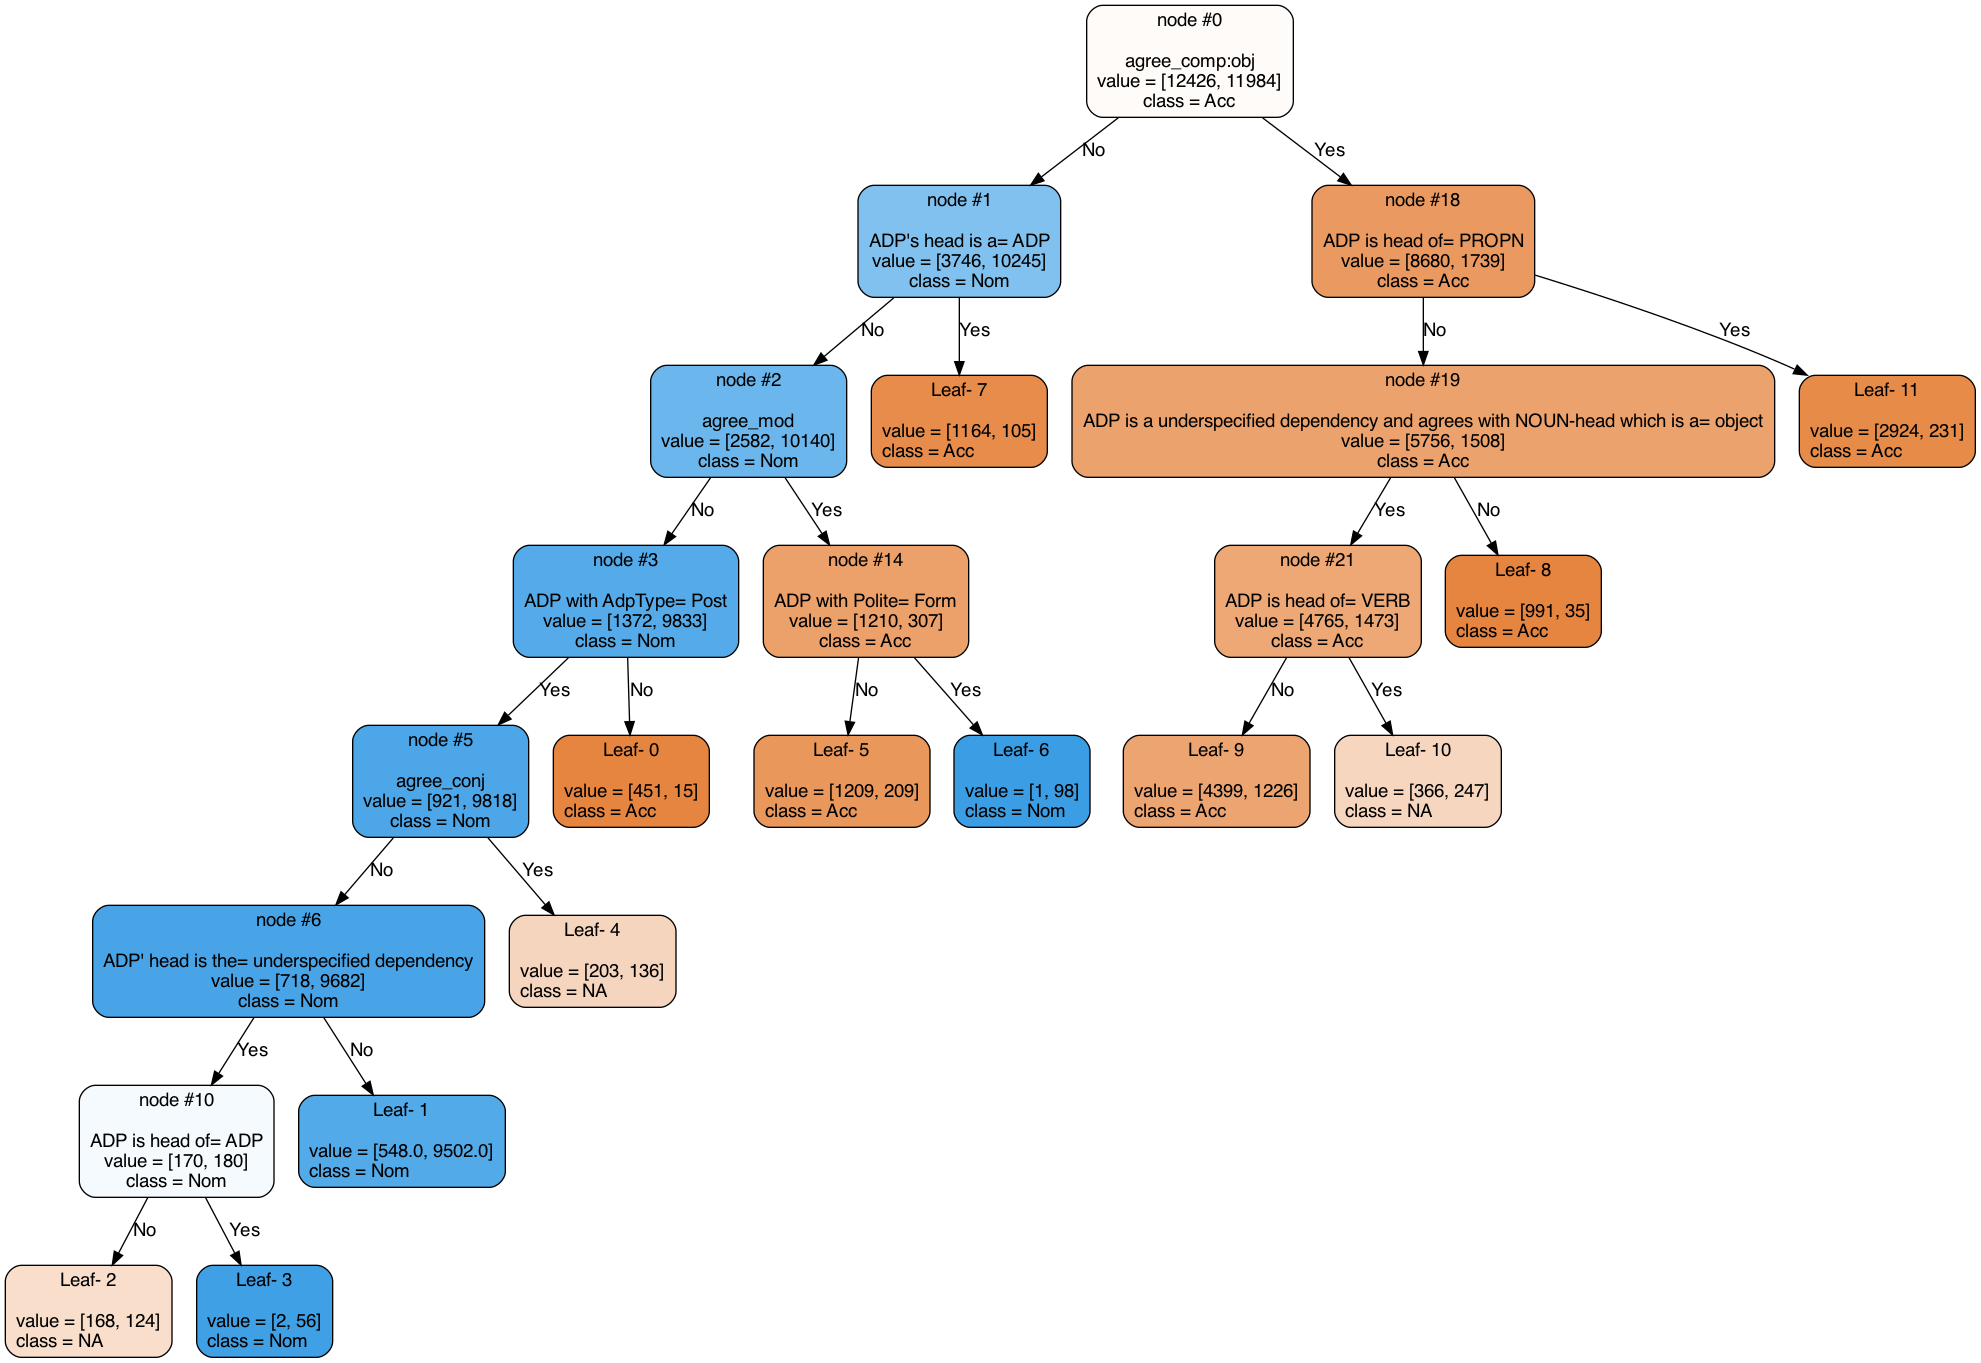 node #0
agree_comp:obj
value = [12426, 11984]
class = Acc
No
Yes
node #1
ADP's head is a= ADP
value = [3746, 10245]
class = Nom
node #18
ADP is head of= PROPN
value = [8680, 1739]
class = Acc
No
Yes
No
Yes
node #2
agree_mod
value = [2582, 10140]
class = Nom
Leaf- 7
value = [1164, 105]
class = Acc
node #19
ADP is a underspecified dependency and agrees with NOUN-head which is a= object
value = [5756, 1508]
class = Acc
Leaf- 11
value = [2924, 231]
class = Acc
No
Yes
Yes
No
node #3
ADP with AdpType= Post
value = [1372, 9833]
class = Nom
node #14
ADP with Polite= Form
value = [1210, 307]
class = Acc
node #21
ADP is head of= VERB
value = [4765, 1473]
class = Acc
Leaf- 8
value = [991, 35]
class = Acc
Yes
No
No
Yes
No
Yes
node #5
agree_conj
value = [921, 9818]
class = Nom
Leaf- 0
value = [451, 15]
class = Acc
Leaf- 5
value = [1209, 209]
class = Acc
Leaf- 6
value = [1, 98]
class = Nom
Leaf- 9
value = [4399, 1226]
class = Acc
Leaf- 10
value = [366, 247]
class = NA
No
Yes
node #6
ADP' head is the= underspecified dependency
value = [718, 9682]
class = Nom
Leaf- 4
value = [203, 136]
class = NA
Yes
No
node #10
ADP is head of= ADP
value = [170, 180]
class = Nom
Leaf- 1
value = [548.0, 9502.0]
class = Nom
No
Yes
Leaf- 2
value = [168, 124]
class = NA
Leaf- 3
value = [2, 56]
class = Nom